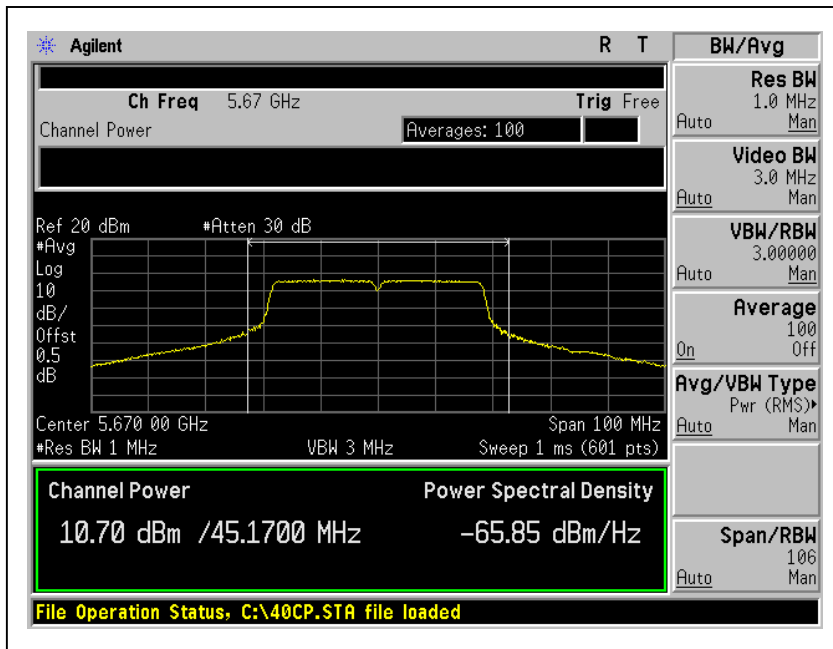 Agilent R T BW/Avg
Ch Freq 5.67 GHz Trig Free
Channel Power Averages: 100
Ref 20 dBm #Atten 30 dB
#Avg
Log
10
dB/
Offst
0.5
dB
Center 5.670 00 GHz Span 100 MHz
#Res BW 1 MHz VBW 3 MHz Sweep 1 ms (601 pts)
Channel Power Power Spectral Density
10.70 dBm /45.1700 MHz -65.85 dBm/Hz
File Operation Status, C:\40CP.STA file loaded
Res BW
1.0 MHz
Auto Man
Video BW
3.0 MHz
Auto Man
VBW/RBW
3.00000
Auto Man
Average
100
On Off
Avg/VBW Type
Pwr (RMS)▸
Auto Man
Span/RBW
106
Auto Man